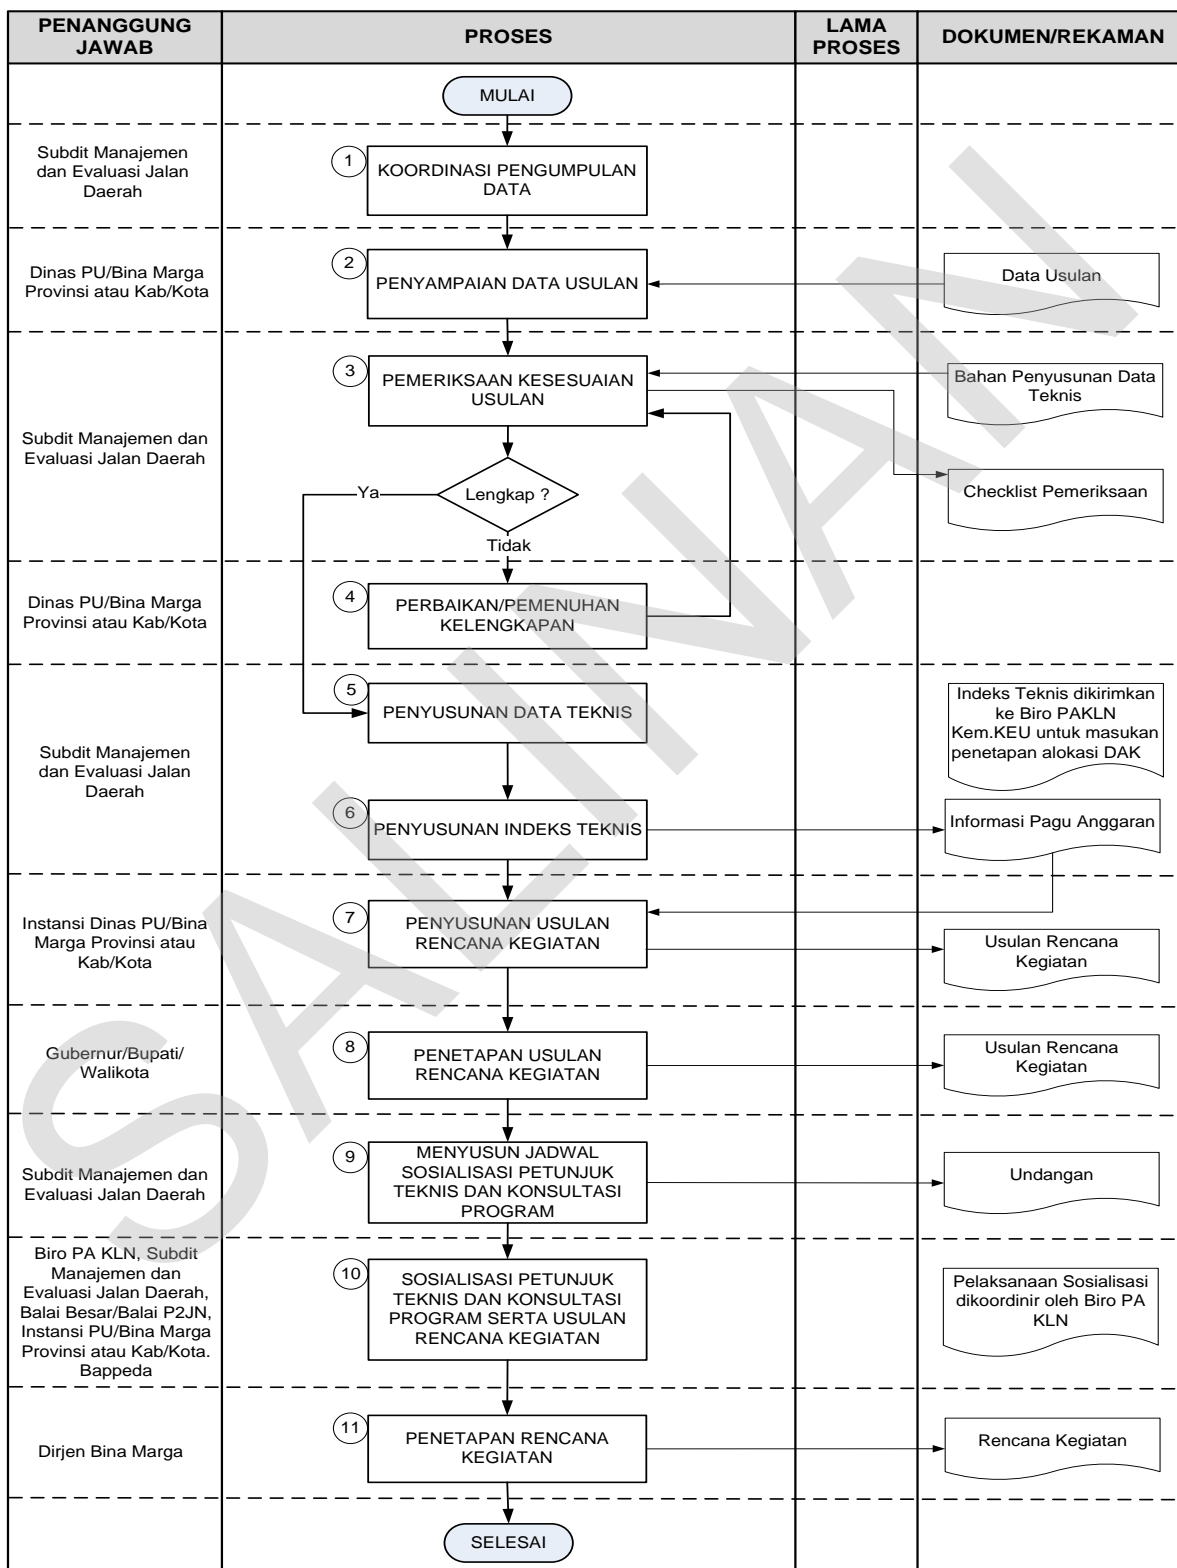 PENANGGUNG
JAWAB
PROSES
LAMA
PROSES
DOKUMEN/REKAMAN
MULAI
Subdit Manajemen
dan Evaluasi Jalan
Daerah
1
KOORDINASI PENGUMPULAN
DATA
Dinas PU/Bina Marga
Provinsi atau Kab/Kota
2
PENYAMPAIAN DATA USULAN
Data Usulan
Subdit Manajemen dan
Evaluasi Jalan Daerah
3
PEMERIKSAAN KESESUAIAN
USULAN
Bahan Penyusunan Data
Teknis
Checklist Pemeriksaan
Ya
Lengkap ?
Tidak
Dinas PU/Bina Marga
Provinsi atau Kab/Kota
4
PERBAIKAN/PEMENUHAN
KELENGKAPAN
Subdit Manajemen
dan Evaluasi Jalan
Daerah
5
PENYUSUNAN DATA TEKNIS
Indeks Teknis dikirimkan
ke Biro PAKLN
Kem.KEU untuk masukan
penetapan alokasi DAK
6
PENYUSUNAN INDEKS TEKNIS
Informasi Pagu Anggaran
Instansi Dinas PU/Bina
Marga Provinsi atau
Kab/Kota
7
PENYUSUNAN USULAN
RENCANA KEGIATAN
Usulan Rencana
Kegiatan
Gubernur/Bupati/
Walikota
8
PENETAPAN USULAN
RENCANA KEGIATAN
Usulan Rencana
Kegiatan
Subdit Manajemen dan
Evaluasi Jalan Daerah
9
MENYUSUN JADWAL
SOSIALISASI PETUNJUK
TEKNIS DAN KONSULTASI
PROGRAM
Undangan
Biro PA KLN, Subdit
Manajemen dan
Evaluasi Jalan Daerah,
Balai Besar/Balai P2JN,
Instansi PU/Bina Marga
Provinsi atau Kab/Kota.
Bappeda
10
SOSIALISASI PETUNJUK
TEKNIS DAN KONSULTASI
PROGRAM SERTA USULAN
RENCANA KEGIATAN
Pelaksanaan Sosialisasi
dikoordinir oleh Biro PA
KLN
Dirjen Bina Marga
11
PENETAPAN RENCANA
KEGIATAN
Rencana Kegiatan
SELESAI
SALINAN